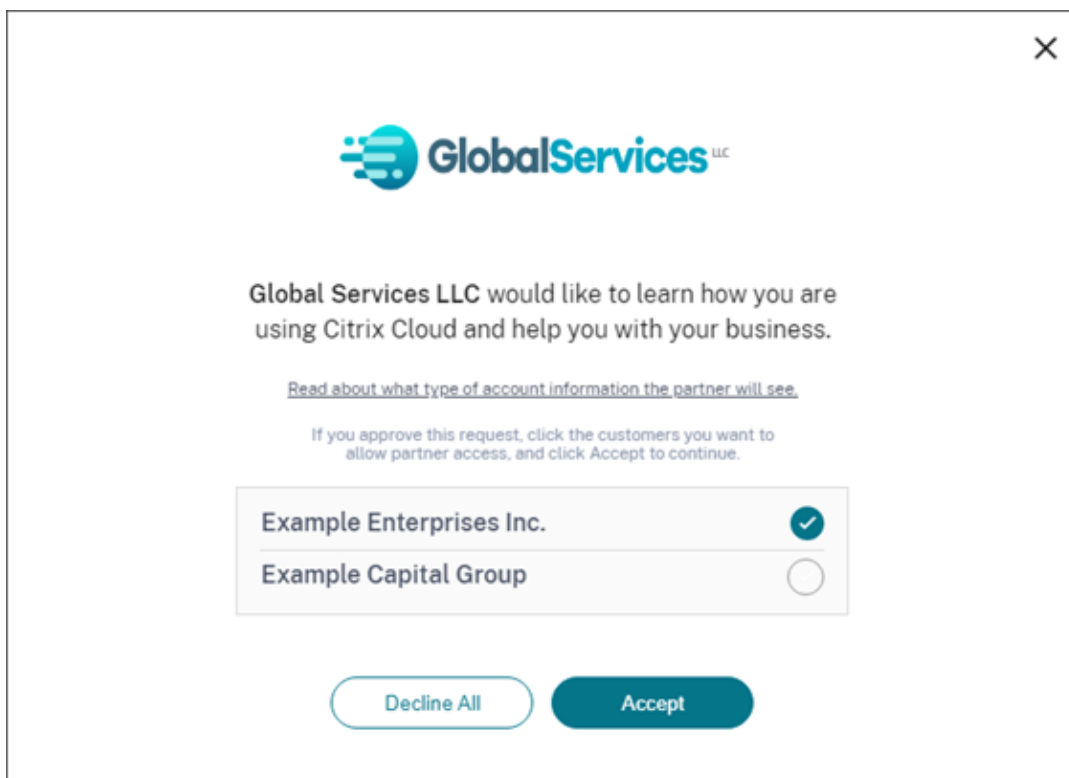 GlobalServices LLC
Global Services LLC would like to learn how you are
using Citrix Cloud and help you with your business.
Read about what type of account information the partner will see.
If you approve this request, click the customers you want to
allow partner access, and click Accept to continue.
Example Enterprises Inc.
Example Capital Group
Decline All
Accept